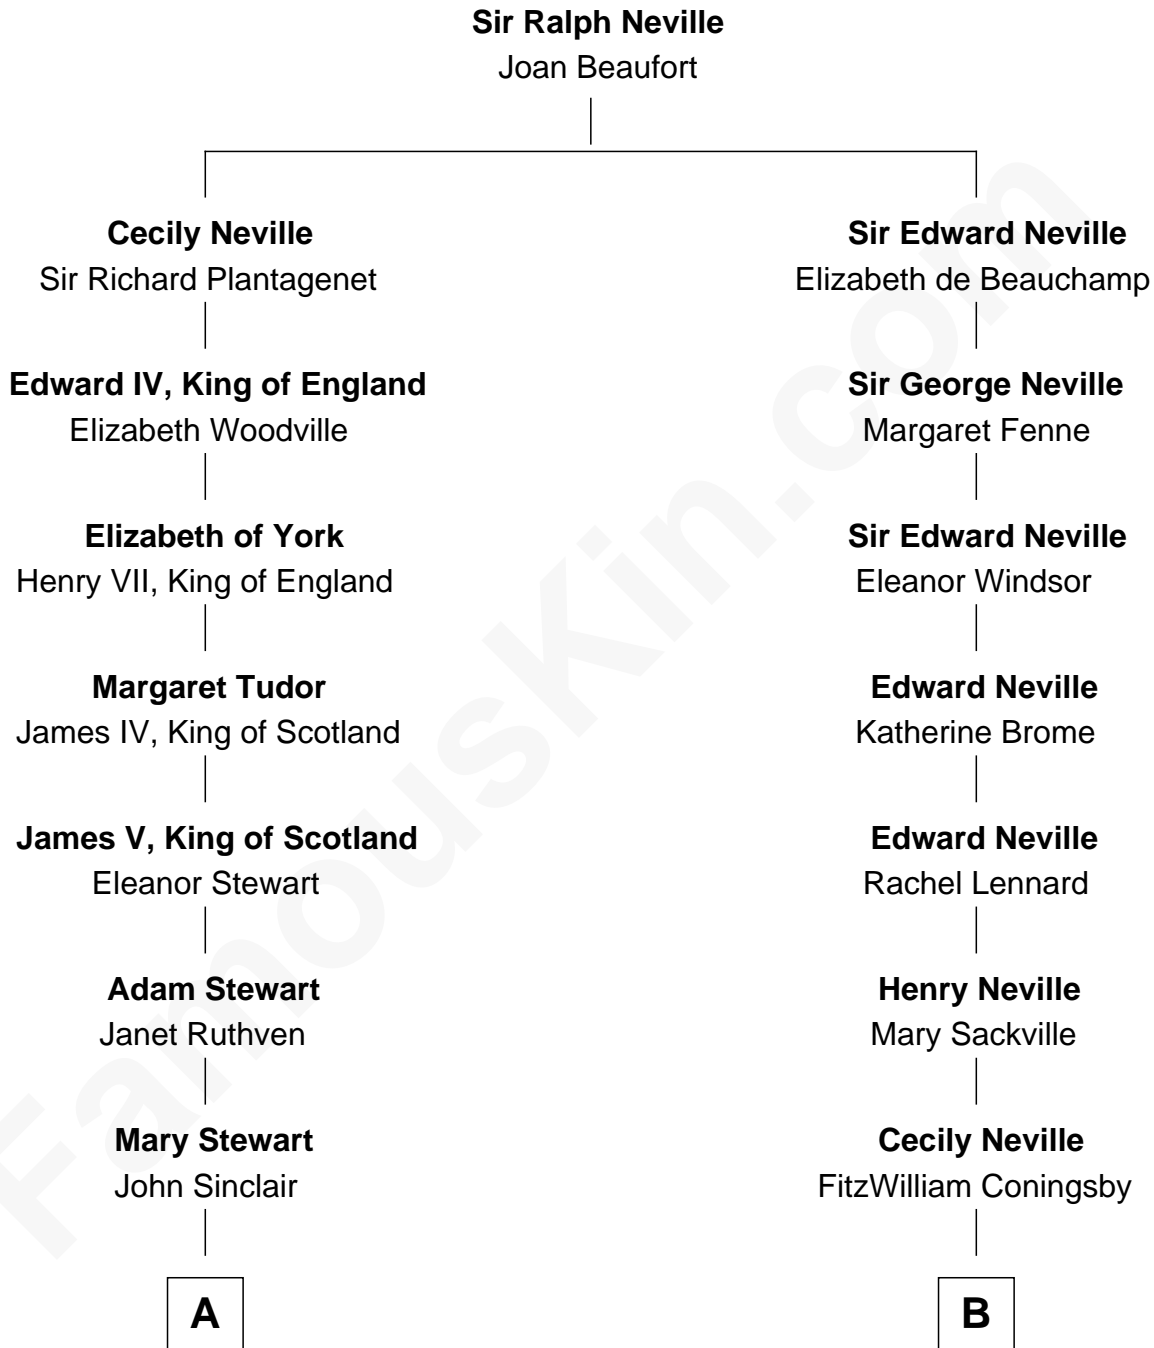 Sir Ralph Neville
Joan Beaufort
Cecily Neville
Sir Richard Plantagenet
Sir Edward Neville
Elizabeth de Beauchamp
Edward IV, King of England
Elizabeth Woodville
Sir George Neville
Margaret Fenne
Elizabeth of York
Henry VII, King of England
Sir Edward Neville
Eleanor Windsor
Margaret Tudor
James IV, King of Scotland
Edward Neville
Katherine Brome
James V, King of Scotland
Eleanor Stewart
Edward Neville
Rachel Lennard
Adam Stewart
Janet Ruthven
Henry Neville
Mary Sackville
Mary Stewart
John Sinclair
Cecily Neville
FitzWilliam Coningsby
A
B
FamousKin.com